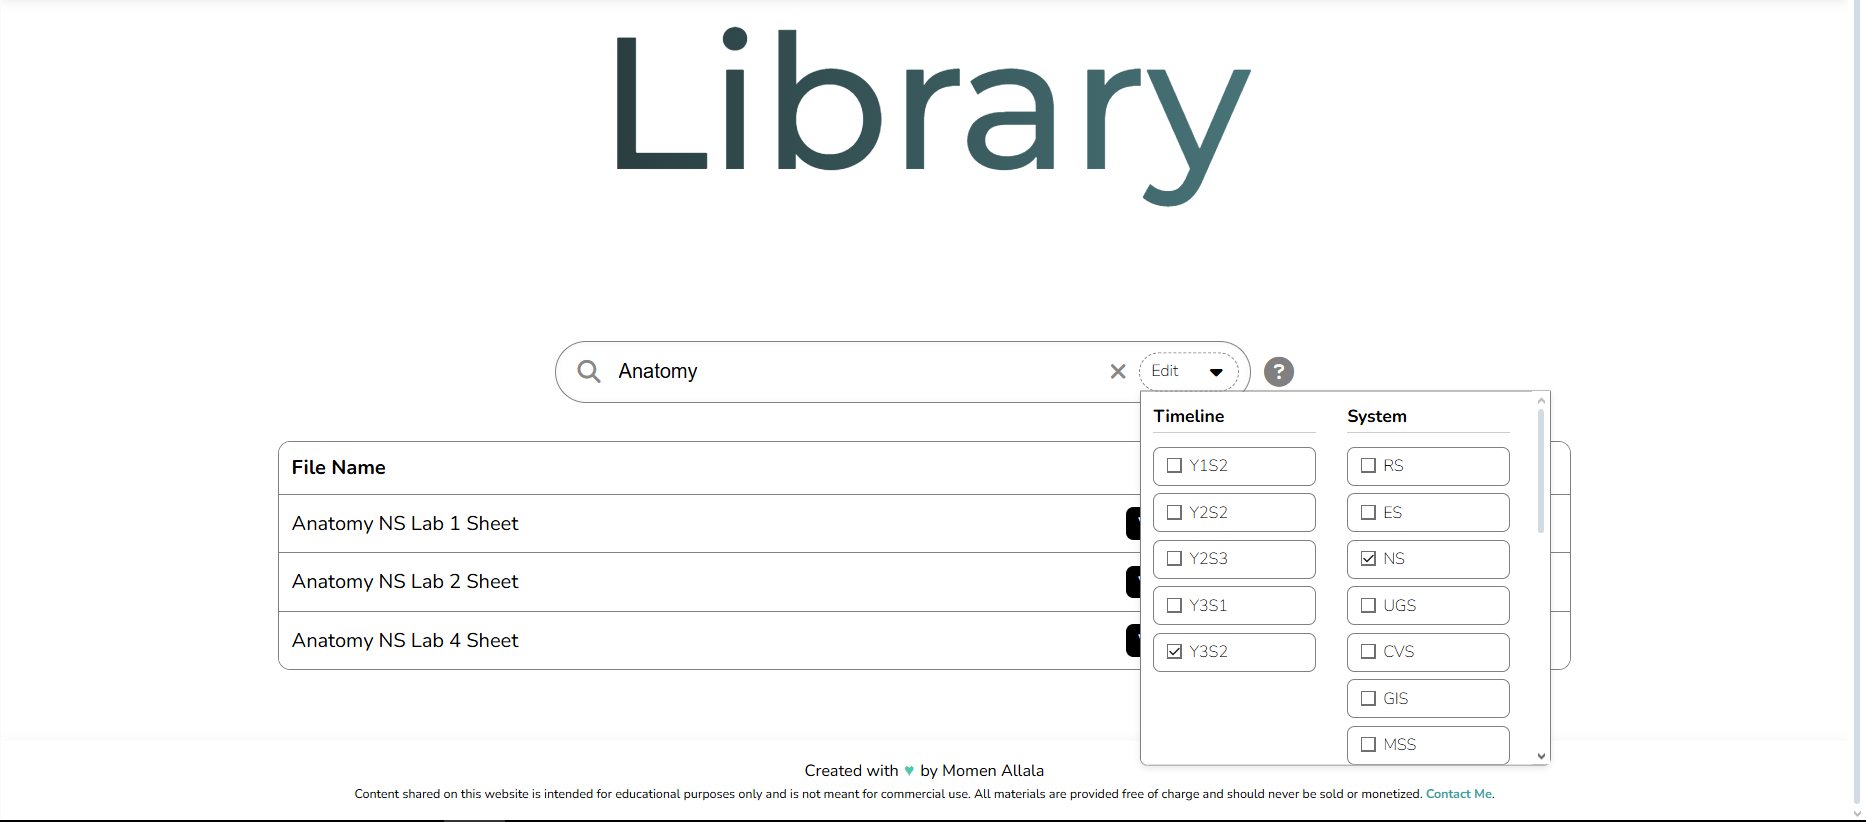 Library
Anatomy
Edit
?
Timeline
System
Y1S2
Y2S2
Y2S3
Y3S1
Y3S2
RS
ES
NS
UGS
CVS
GIS
MSS
File Name
Anatomy NS Lab 1 Sheet
Anatomy NS Lab 2 Sheet
Anatomy NS Lab 4 Sheet
Created with ♥ by Momen Allala
Content shared on this website is intended for educational purposes only and is not meant for commercial use. All materials are provided free of charge and should never be sold or monetized. Contact Me.